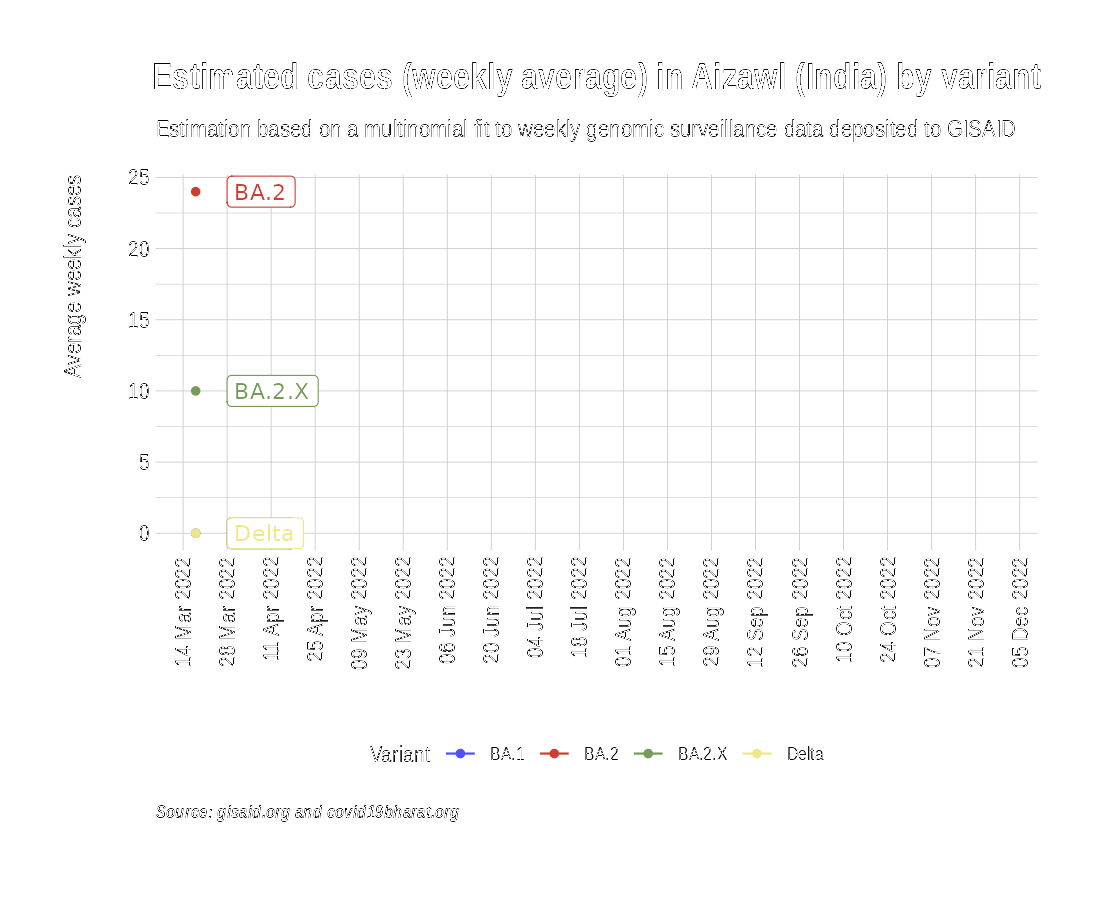 Estimated cases (weekly average) in Aizawl (India) by variant
Estimation based on a multinomial fit to weekly genomic surveillance data deposited to GISAID
Average weekly cases
25
20
15
10
5
0
BA.2
BA.2.X
Delta
14 Mar 2022
28 Mar 2022
11 Apr 2022
25 Apr 2022
09 May 2022
23 May 2022
06 Jun 2022
20 Jun 2022
04 Jul 2022
18 Jul 2022
01 Aug 2022
15 Aug 2022
29 Aug 2022
12 Sep 2022
26 Sep 2022
10 Oct 2022
24 Oct 2022
07 Nov 2022
21 Nov 2022
05 Dec 2022
Variant BA.1 BA.2 BA.2.X Delta
Source: gisaid.org and covid19bharat.org